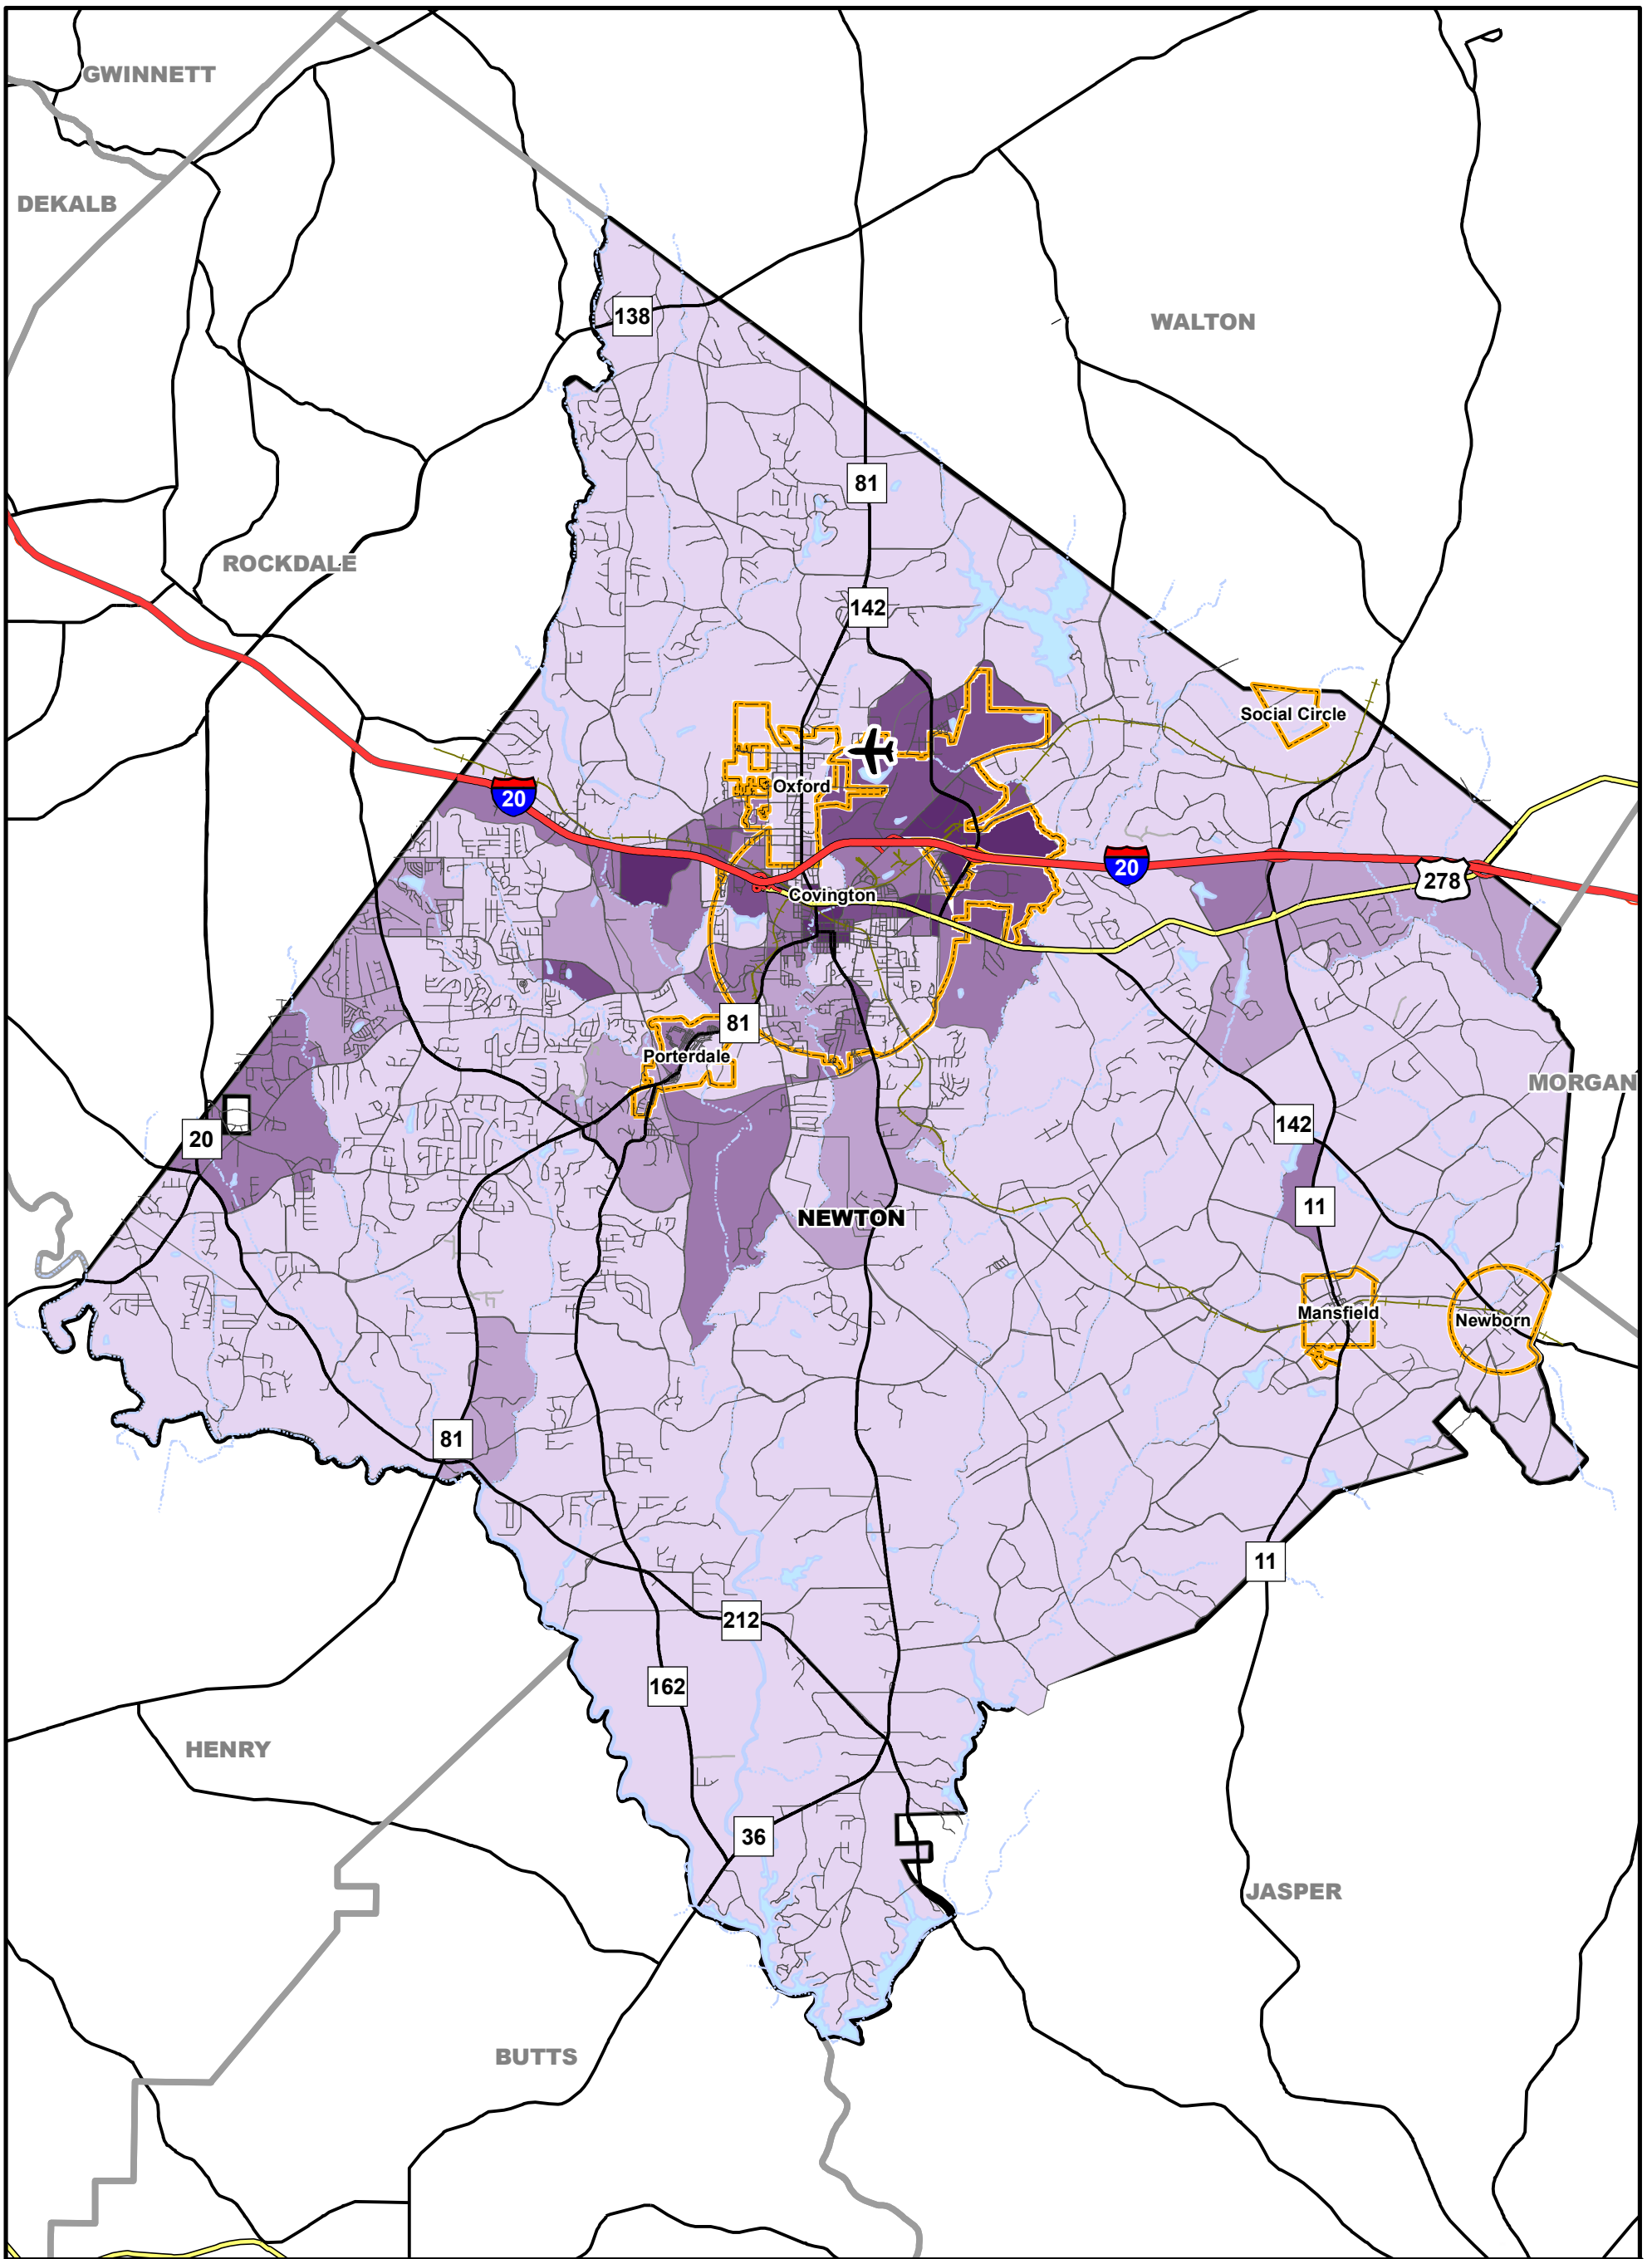 GWINNETT
DEKALB
138
WALTON
81
ROCKDALE
142
Social Circle
Oxford
20
20
278
Covington
81
Porterdale
MORGAN
20
142
11
NEWTON
Mansfield
Newborn
81
11
212
162
HENRY
36
JASPER
BUTTS